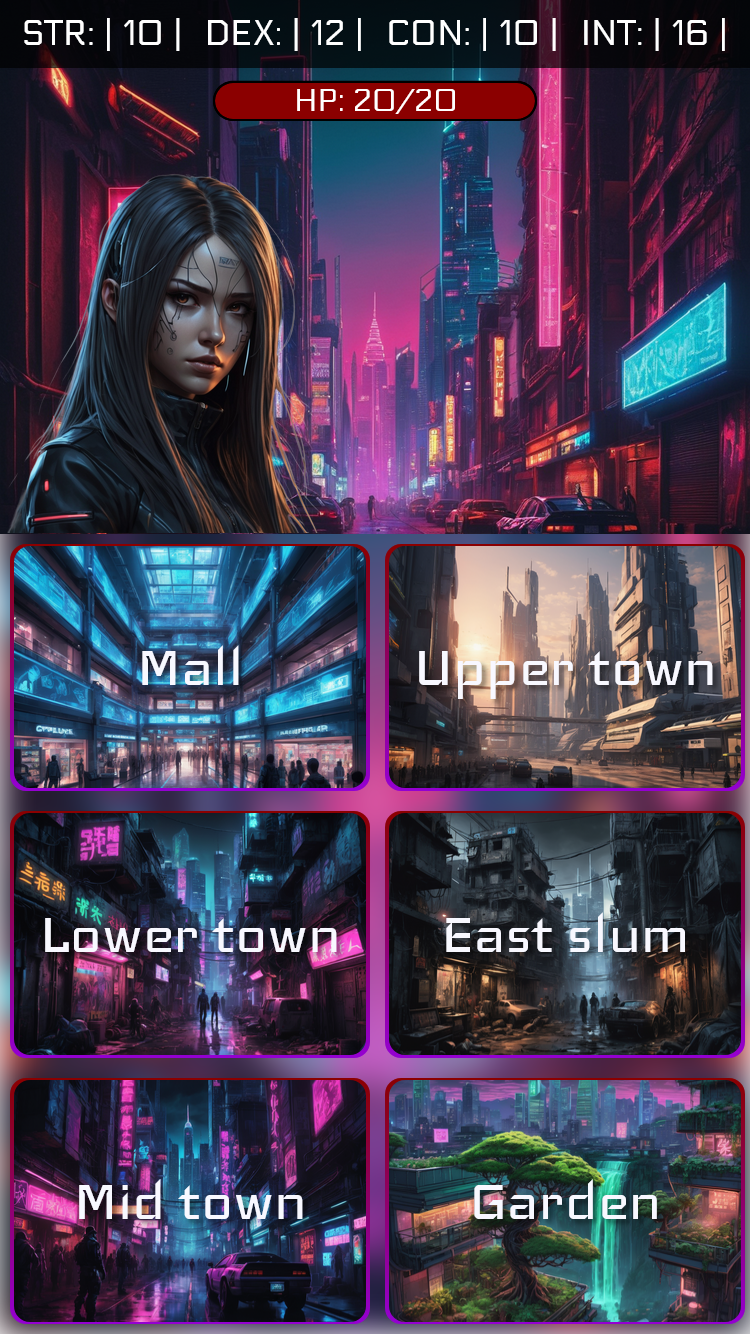 STR: | 10 | DEX: | 12 | CON: | 10 | INT: | 16 |
HP: 20/20
Mall
Upper town
Lower town
East slum
Mid town
Garden